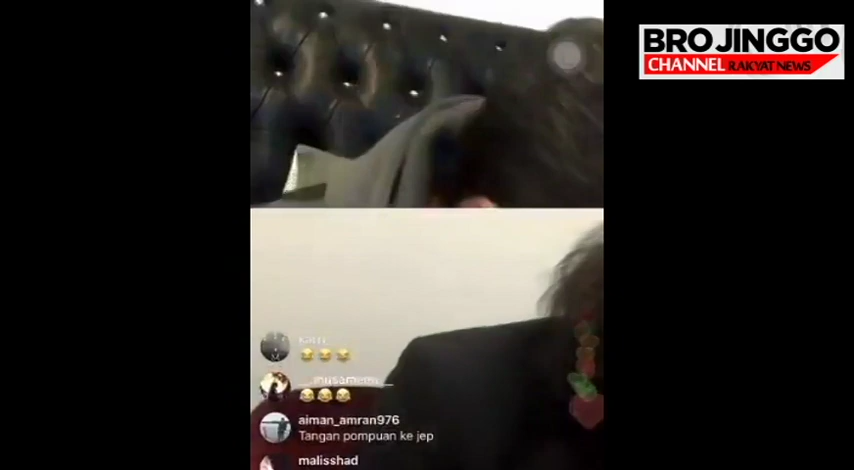 BRO JINGGO
CHANNEL RAKYAT NEWS
aiman_amran976
Tangan pompuan ke jep
malisshad